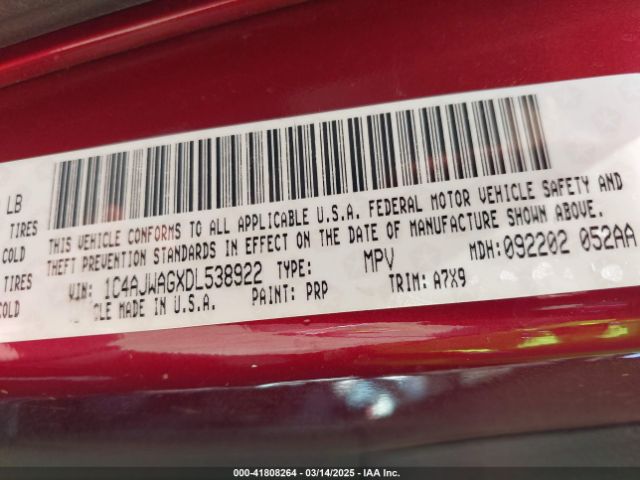 LB
TIRES
COLD
TIRES
COLD
THIS VEHICLE CONFORMS TO ALL APPLICABLE U.S.A. FEDERAL MOTOR VEHICLE SAFETY AND
THEFT PREVENTION STANDARDS IN EFFECT ON THE DATE OF MANUFACTURE SHOWN ABOVE.
VIN: 1C4AJWAGXDL538922 TYPE: MPV MDH:092202 052AA
CLE MADE IN U.S.A. PAINT: PRP TRIM: A7X9
000-41808264 - 03/14/2025 - IAA Inc.